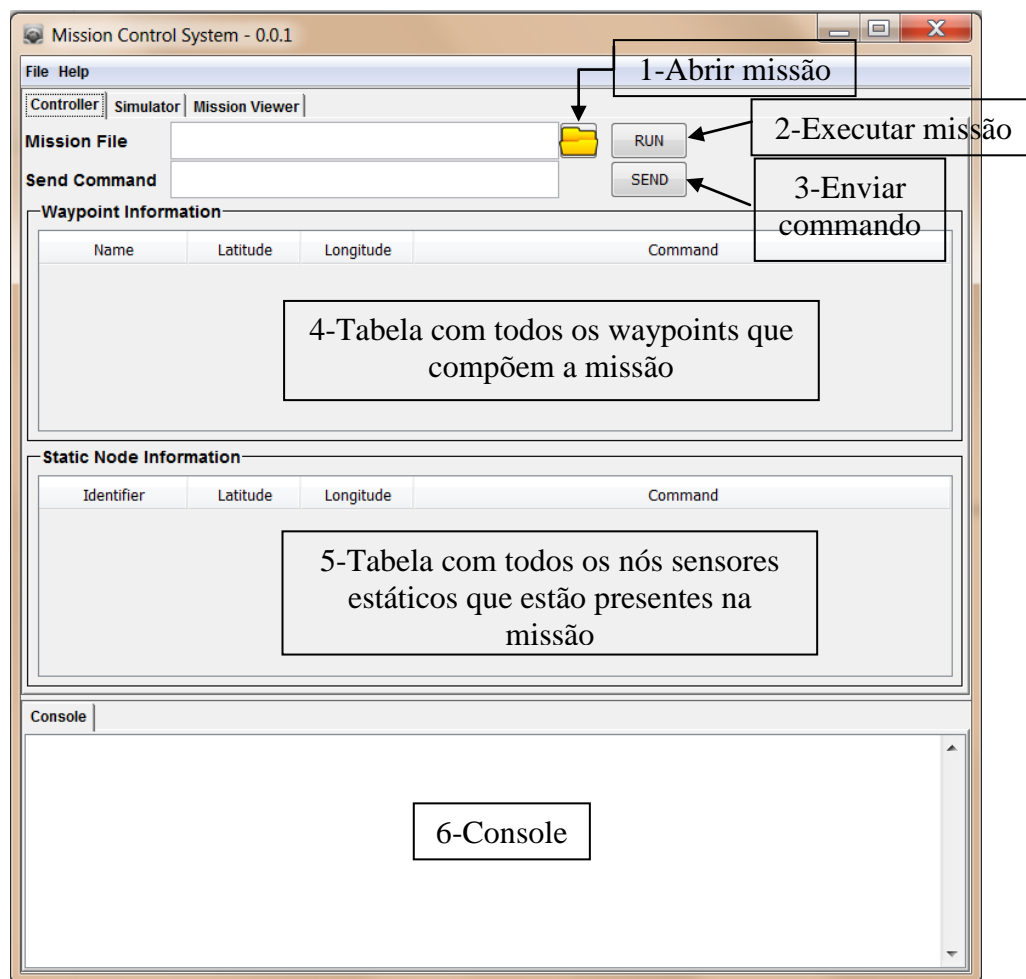 Mission Control System - 0.0.1
File Help
1-Abrir missão
Controller Simulator Mission Viewer
Mission File
RUN
2-Executar missão
Send Command
SEND
3-Enviar
commando
Waypoint Information
Name Latitude Longitude Command
4-Tabela com todos os waypoints que
compõem a missão
Static Node Information
Identifier Latitude Longitude Command
5-Tabela com todos os nós sensores
estáticos que estão presentes na
missão
Console
6-Console